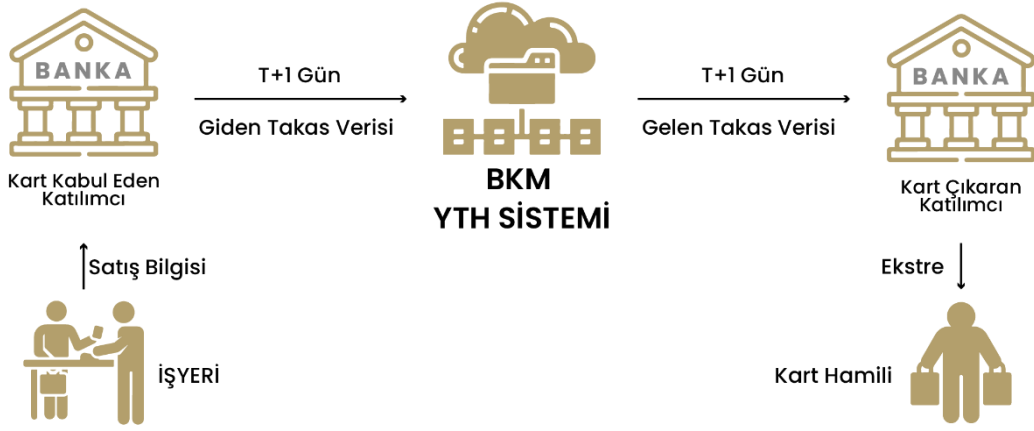 BANKA
T+1 Gün
Giden Takas Verisi
T+1 Gün
Gelen Takas Verisi
BANKA
Kart Kabul Eden
Katılımcı
BKM
YTH SİSTEMİ
Kart Çıkaran
Katılımcı
Satış Bilgisi
Ekstre
İŞYERİ
Kart Hamili